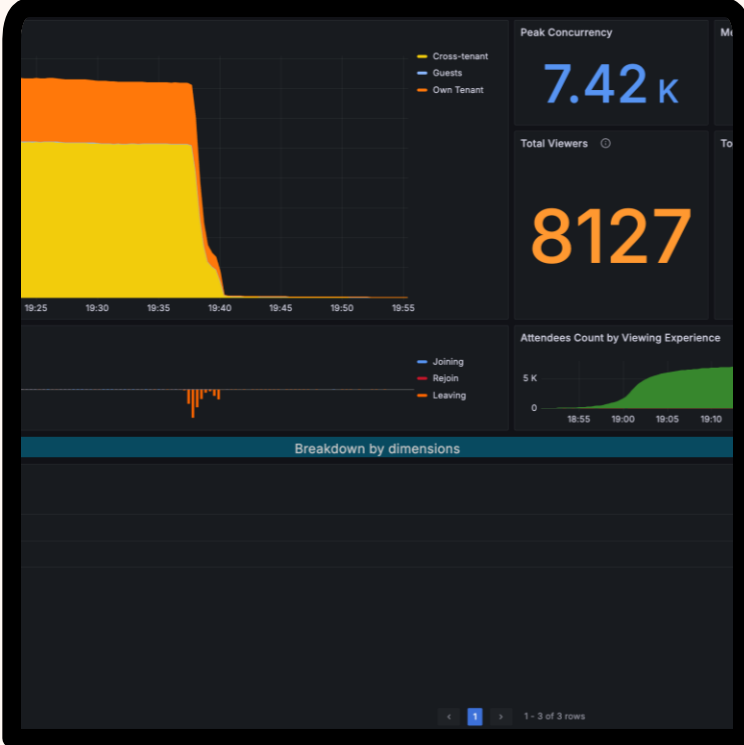 Peak Concurrency
7.42 K
Cross-tenant
Guests
Own Tenant
Total Viewers
8127
19:25 19:30 19:35 19:40 19:45 19:50 19:55
Joining
Rejoin
Leaving
Attendees Count by Viewing Experience
5 K
0
18:55 19:00 19:05 19:10
Breakdown by dimensions
1
1 - 3 of 3 rows